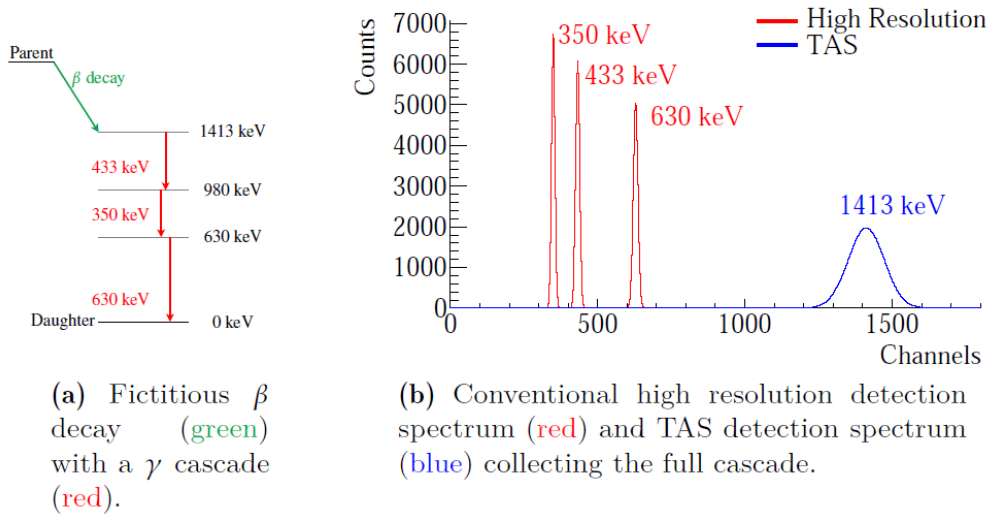 Parent
β decay
1413 keV
433 keV
980 keV
350 keV
630 keV
630 keV
Daughter
0 keV
(a) Fictitious β
decay (green)
with a γ cascade
(red).
Counts
7000
6000
5000
4000
3000
2000
1000
0
0
500
1000
1500
Channels
350 keV
433 keV
630 keV
1413 keV
High Resolution
TAS
(b) Conventional high resolution detection
spectrum (red) and TAS detection spectrum
(blue) collecting the full cascade.